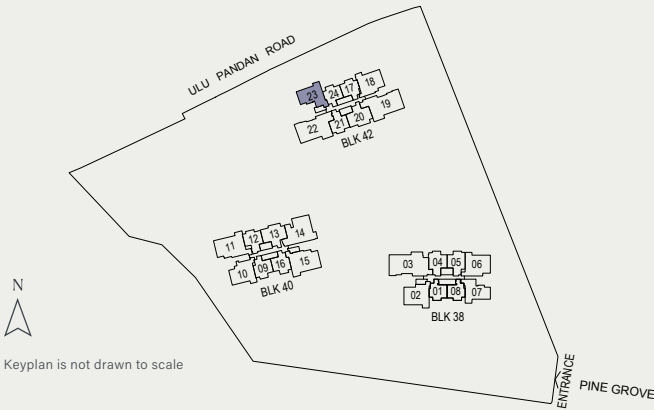 ULU PANDAN ROAD
23 24 17 18
22 21 20 19
BLK 42
11 12 13 14
10 09 16 15
BLK 40
03 04 05 06
02 01 08 07
BLK 38
N
Keyplan is not drawn to scale
ENTRANCE
PINE GROVE